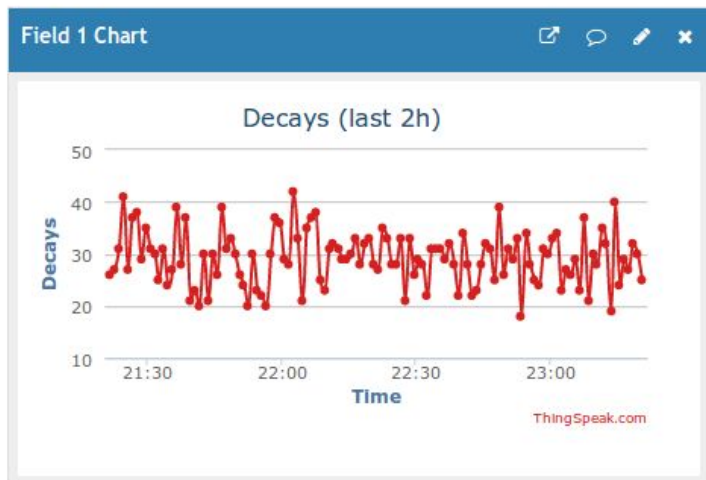 Field 1 Chart
Decays (last 2h)
50
40
30
20
10
Decays
21:30 22:00 22:30 23:00
Time
ThingSpeak.com